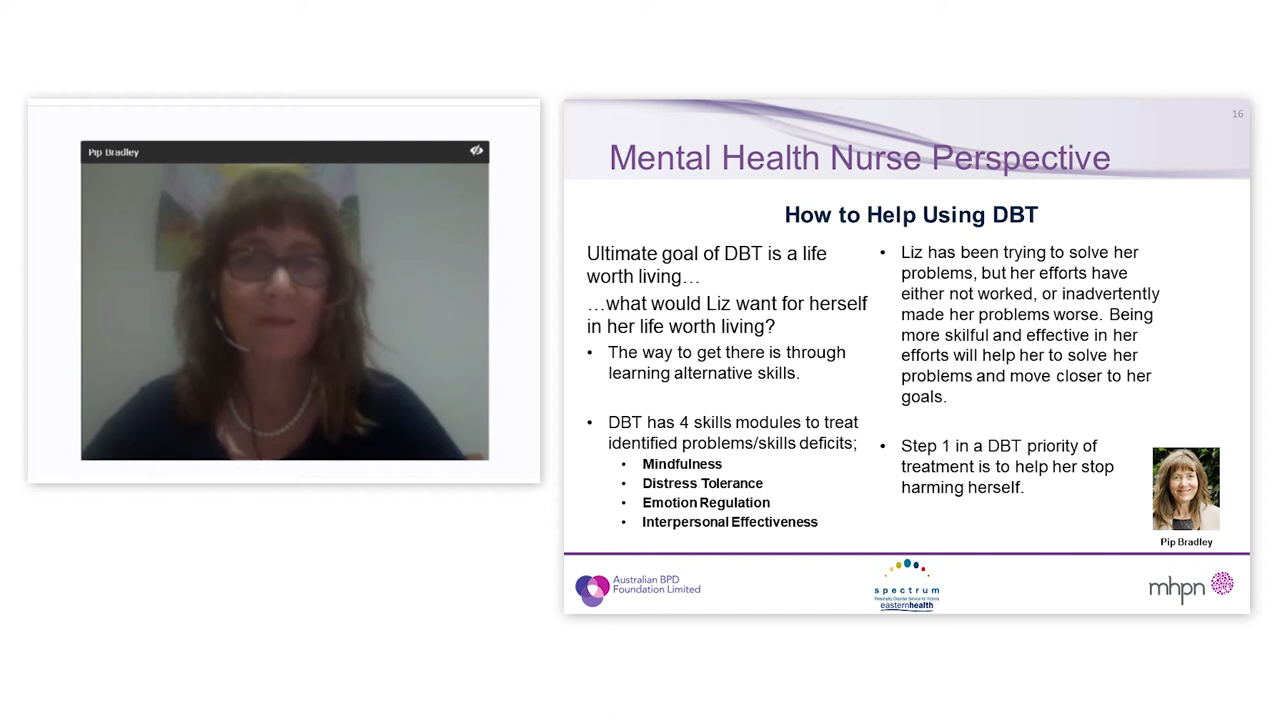 Pip Bradley
16
Mental Health Nurse Perspective
How to Help Using DBT
Ultimate goal of DBT is a life
worth living…
…what would Liz want for herself
in her life worth living?
• The way to get there is through
learning alternative skills.
• DBT has 4 skills modules to treat
identified problems/skills deficits;
• Mindfulness
• Distress Tolerance
• Emotion Regulation
• Interpersonal Effectiveness
• Liz has been trying to solve her
problems, but her efforts have
either not worked, or inadvertently
made her problems worse. Being
more skilful and effective in her
efforts will help her to solve her
problems and move closer to her
goals.
• Step 1 in a DBT priority of
treatment is to help her stop
harming herself.
Pip Bradley
Australian BPD
Foundation Limited
spectrum
Personality Disorder Service for Victoria
easternhealth
mhpn